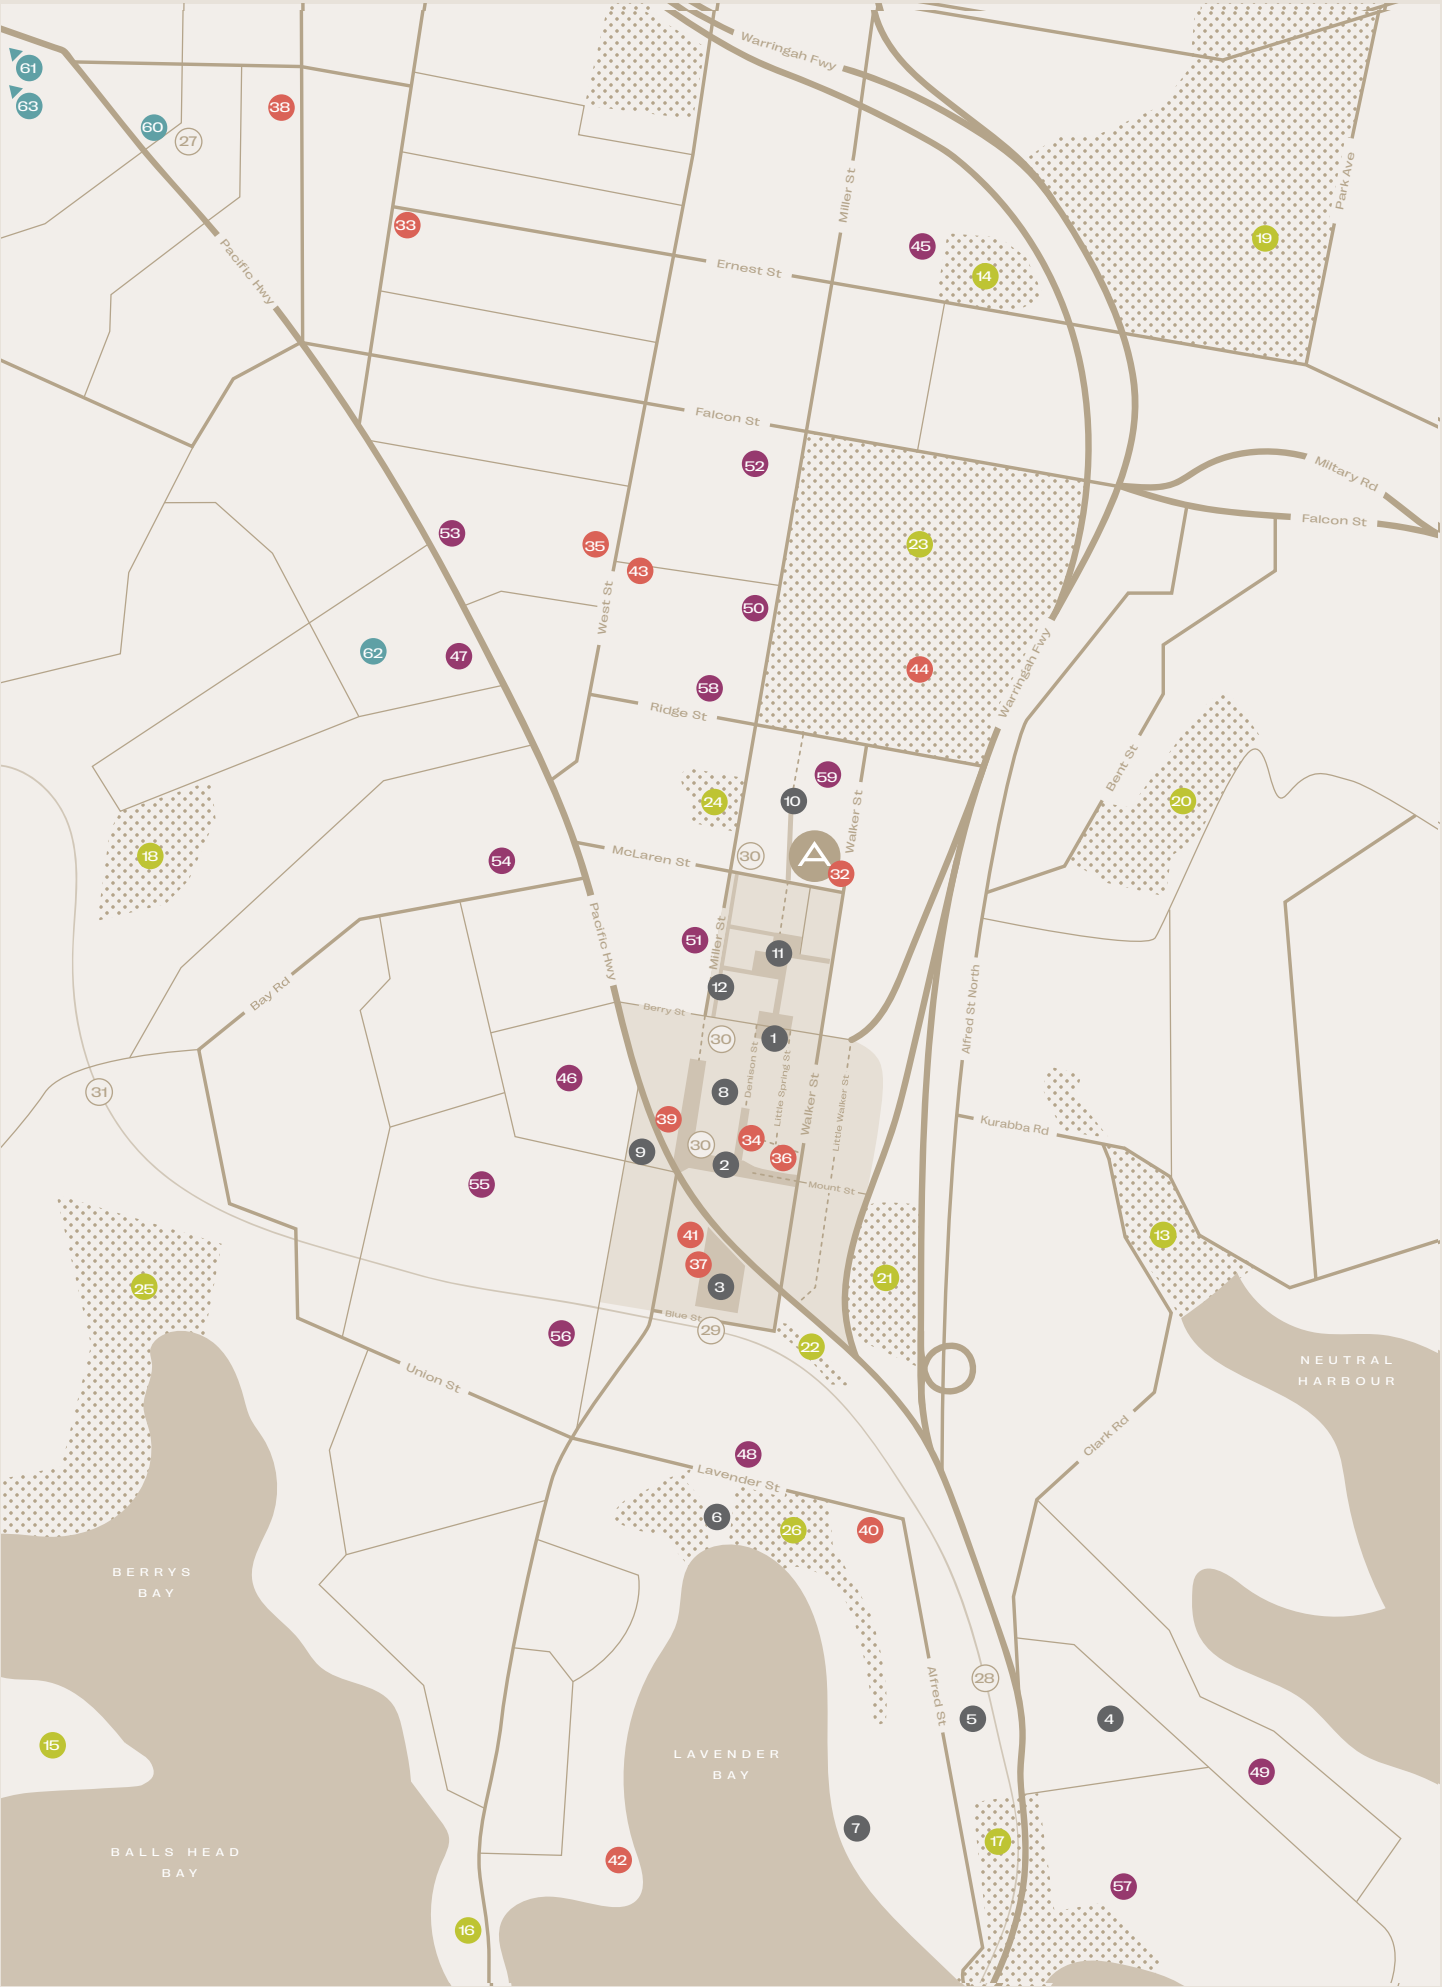 Warringah Fwy
61
63
38
60
27
Miller St
Park Ave
33
45
19
Pacific Hwy
Ernest St
14
Falcon St
52
Miltary Rd
Falcon St
53
35
23
43
West St
50
62
47
44
Warringah Fwy
58
Ridge St
59
Bent St
24
10
20
Walker St
18
54
McLaren St
30
A
32
51
Pacific Hwy
Miller St
11
12
Bay Rd
Berry St
30
1
Alfred St North
Denison St
Little Spring St
46
31
8
Walker St
Little Walker St
39
Kurabba Rd
34
30
9
2
36
55
Mount St
41
13
37
21
25
3
Blue St
29
56
22
NEUTRAL
HARBOUR
Union St
Clark Rd
48
Lavender St
6
26
40
BERRYS
BAY
28
Alfred St
5
4
15
LAVENDER
BAY
49
7
17
BALLS HEAD
BAY
42
57
16